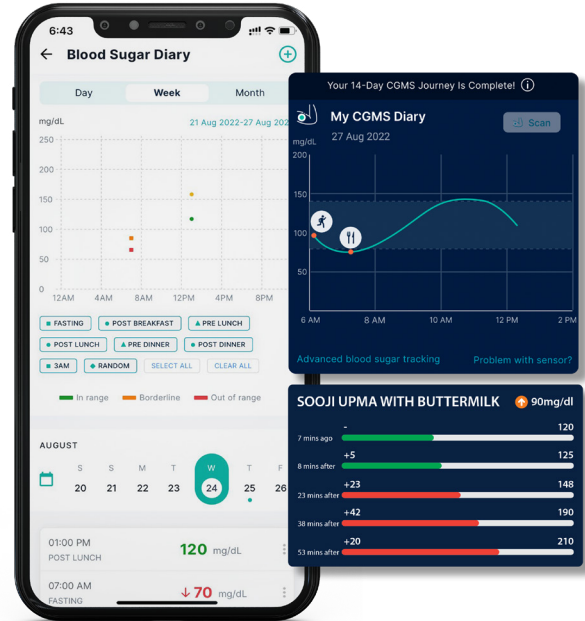 6:43
Blood Sugar Diary
Day Week Month
mg/dL 21 Aug 2022-27 Aug 202
250
200
150
100
50
0
12AM 4AM 8AM 12PM 4PM 8PM
FASTING POST BREAKFAST PRE LUNCH
POST LUNCH PRE DINNER POST DINNER
3AM RANDOM SELECT ALL CLEAR ALL
In range Borderline Out of range
AUGUST
S S M T W T F
20 21 22 23 24 25 26
01:00 PM
POST LUNCH
120 mg/dL
07:00 AM
FASTING
↓70 mg/dL
Your 14-Day CGMS Journey Is Complete!
My CGMS Diary
Scan
27 Aug 2022
mg/dL
200
150
100
50
6 AM 8 AM 10 AM 12 PM 2 PM
Advanced blood sugar tracking Problem with sensor?
SOOJI UPMA WITH BUTTERMILK 90mg/dl
- 120
7 mins ago
+5 125
8 mins after
+23 148
23 mins after
+42 190
38 mins after
+20 210
53 mins after